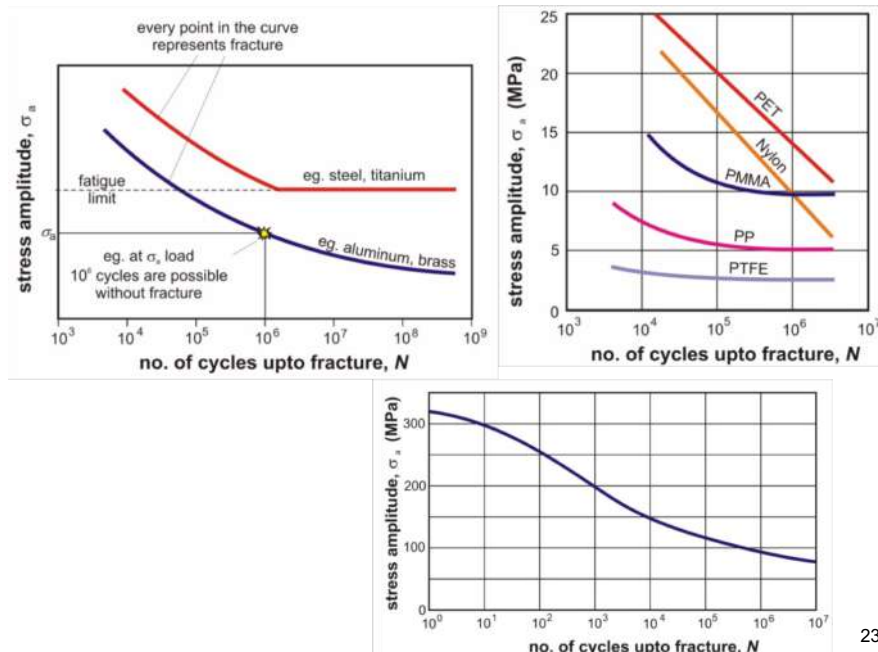 every point in the curve
represents fracture
stress amplitude, σ a
fatigue
limit
σa
eg. steel, titanium
eg. at σa load
10⁶ cycles are possible
without fracture
eg. aluminum, brass
10³ 10⁴ 10⁵ 10⁶ 10⁷ 10⁸ 10⁹
no. of cycles upto fracture, N
stress amplitude, σ a (MPa)
25
20
15
10
5
0
PET
Nylon
PMMA
PP
PTFE
10³ 10⁴ 10⁵ 10⁶ 10⁷
no. of cycles upto fracture, N
stress amplitude, σ a (MPa)
300
200
100
10⁰ 10¹ 10² 10³ 10⁴ 10⁵ 10⁶ 10⁷
no. of cycles upto fracture, N
23